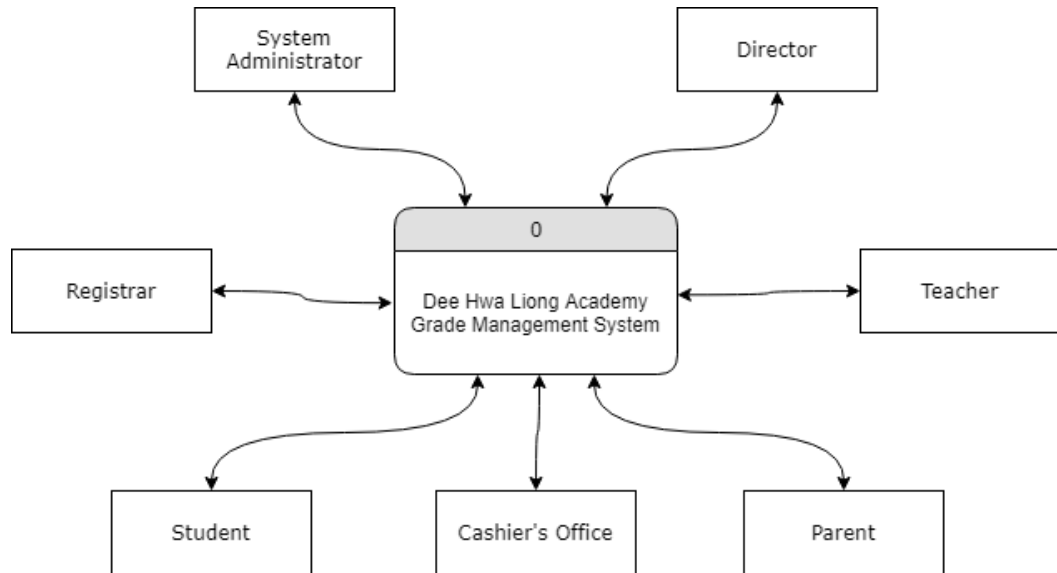 System
Administrator
Director
0
Registrar
Dee Hwa Liong Academy
Grade Management System
Teacher
Student
Cashier's Office
Parent